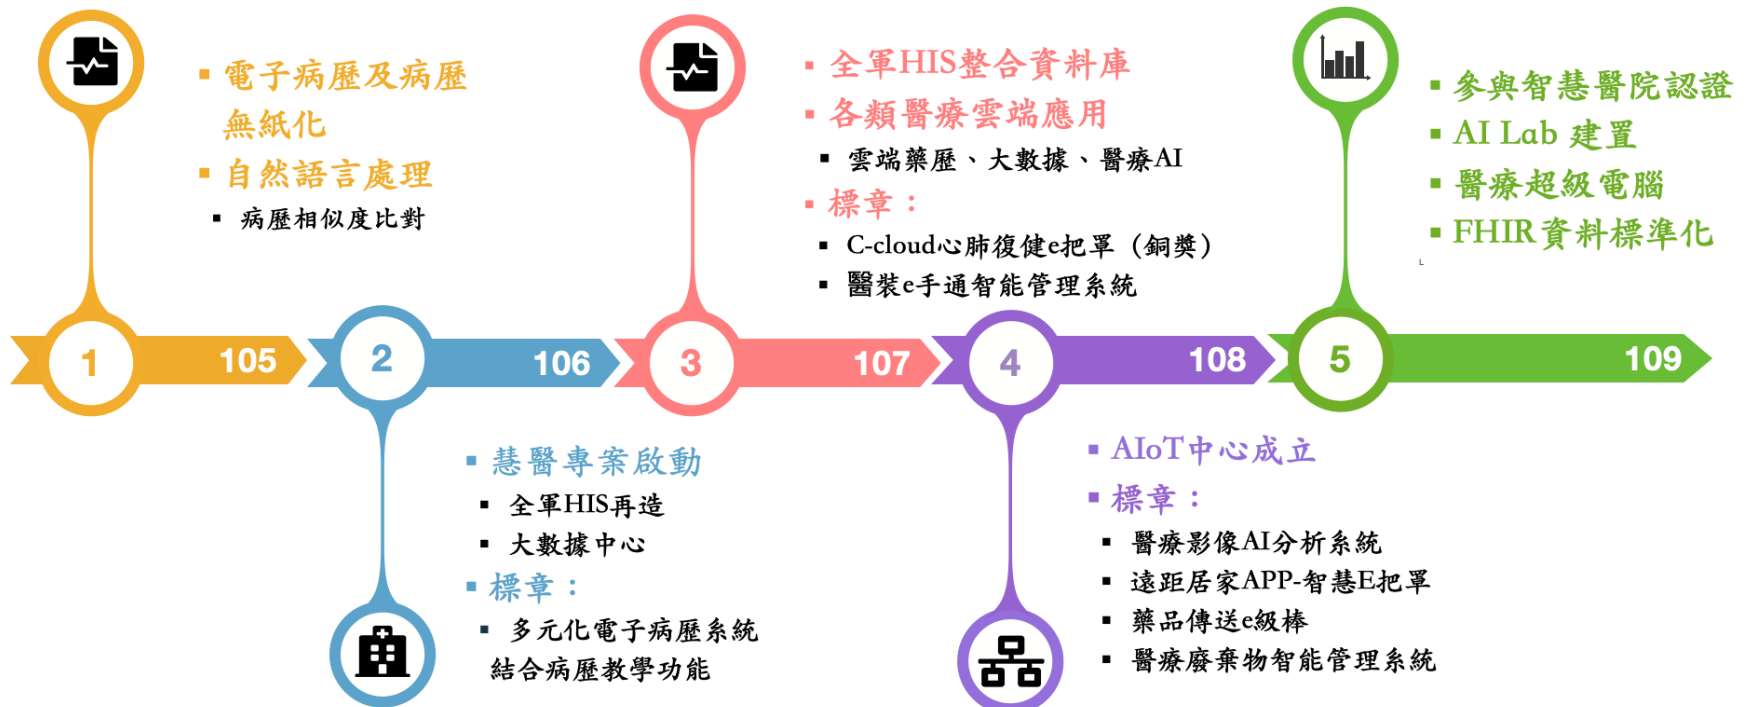 電子病歷及病歷
無紙化
自然語言處理
病歷相似度比對
1
105
慧醫專案啟動
全軍HIS再造
大數據中心
標章：
多元化電子病歷系統
結合病歷教學功能
2
106
全軍HIS整合資料庫
各類醫療雲端應用
雲端藥歷、大數據、醫療AI
標章：
C-cloud心肺復健e把罩（銅獎）
醫裝e手通智能管理系統
3
107
AIoT中心成立
標章：
醫療影像AI分析系統
遠距居家APP-智慧E把罩
藥品傳送e級棒
醫療廢棄物智能管理系統
4
108
參與智慧醫院認證
AI Lab 建置
醫療超級電腦
FHIR資料標準化
5
109